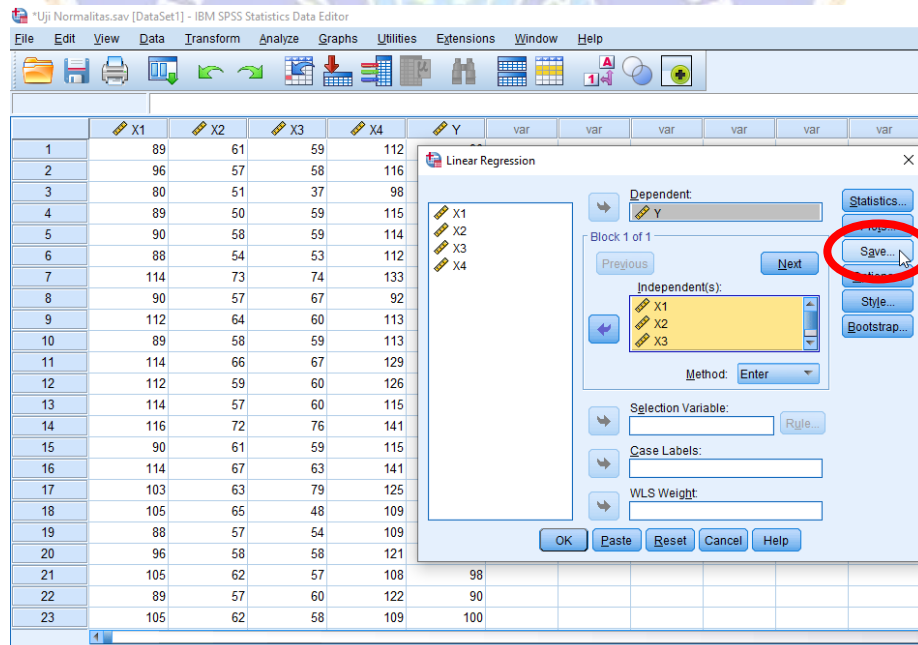 *Uji Normalitas.sav [DataSet1] - IBM SPSS Statistics Data Editor
File Edit View Data Transform Analyze Graphs Utilities Extensions Window Help
X1 X2 X3 X4 Y var var var var var var
1 89 61 59 112
2 96 57 58 116
3 80 51 37 98
4 89 50 59 115
5 90 58 59 114
6 88 54 53 112
7 114 73 74 133
8 90 57 67 92
9 112 64 60 113
10 89 58 59 113
11 114 66 67 129
12 112 59 60 126
13 114 57 60 115
14 116 72 76 141
15 90 61 59 115
16 114 67 63 141
17 103 63 79 125
18 105 65 48 109
19 88 57 54 109
20 96 58 58 121
21 105 62 57 108 98
22 89 57 60 122 90
23 105 62 58 109 100
Linear Regression
X1
X2
X3
X4
Dependent:
Y
Block 1 of 1
Previous Next
Independent(s):
X1
X2
X3
Method: Enter
Selection Variable:
Rule...
Case Labels:
WLS Weight:
Statistics...
Save...
Options...
Style...
Bootstrap...
OK Paste Reset Cancel Help